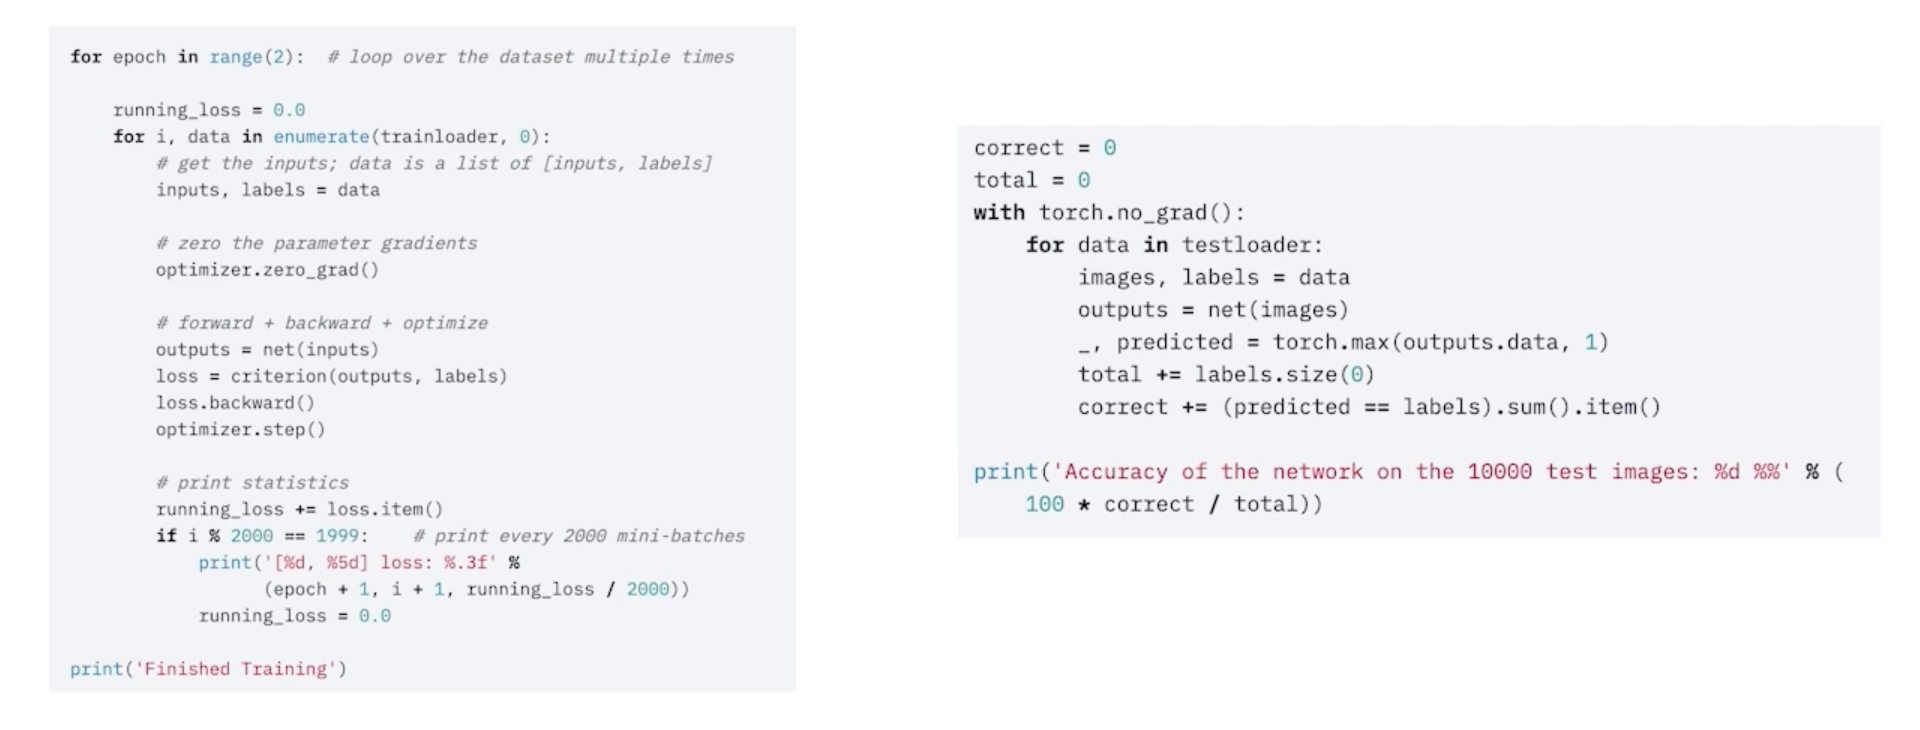 for epoch in range(2):  # loop over the dataset multiple times

    running_loss = 0.0
    for i, data in enumerate(trainloader, 0):
        # get the inputs; data is a list of [inputs, labels]
        inputs, labels = data

        # zero the parameter gradients
        optimizer.zero_grad()

        # forward + backward + optimize
        outputs = net(inputs)
        loss = criterion(outputs, labels)
        loss.backward()
        optimizer.step()

        # print statistics
        running_loss += loss.item()
        if i % 2000 == 1999:    # print every 2000 mini-batches
            print('[%d, %5d] loss: %.3f' %
                  (epoch + 1, i + 1, running_loss / 2000))
            running_loss = 0.0

print('Finished Training')

correct = 0
total = 0
with torch.no_grad():
    for data in testloader:
        images, labels = data
        outputs = net(images)
        _, predicted = torch.max(outputs.data, 1)
        total += labels.size(0)
        correct += (predicted == labels).sum().item()

print('Accuracy of the network on the 10000 test images: %d %%' % (
    100 * correct / total))